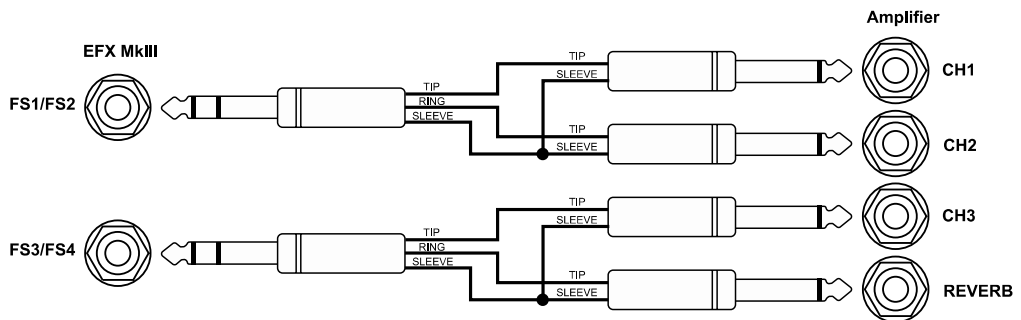 Amplifier
EFX MkIII
TIP
SLEEVE
CH1
FS1/FS2
TIP
RING
SLEEVE
TIP
SLEEVE
CH2
TIP
SLEEVE
CH3
FS3/FS4
TIP
RING
SLEEVE
TIP
SLEEVE
REVERB